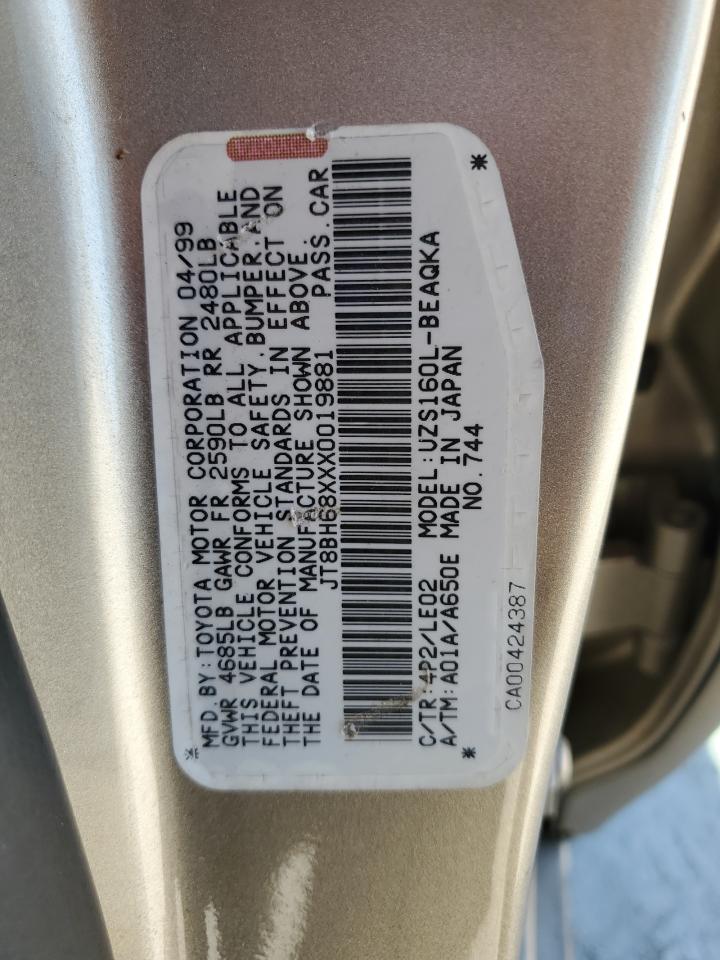 MFD. BY: TOYOTA MOTOR CORPORATION 04/99
GVWR 4685LB GAWR FR 2590LB RR 2480LB
THIS VEHICLE CONFORMS TO ALL APPLICABLE
FEDERAL MOTOR VEHICLE SAFETY, BUMPER, AND
THEFT PREVENTION STANDARDS IN EFFECT ON
THE DATE OF MANUFACTURE SHOWN ABOVE.
JT8BH68XXX0019881 PASS. CAR
C/TR: 4P2/LE02 MODEL: UZS160L-BEAQKA
A/TM: A01A/A650E MADE IN JAPAN
NO. 744
CA00424387